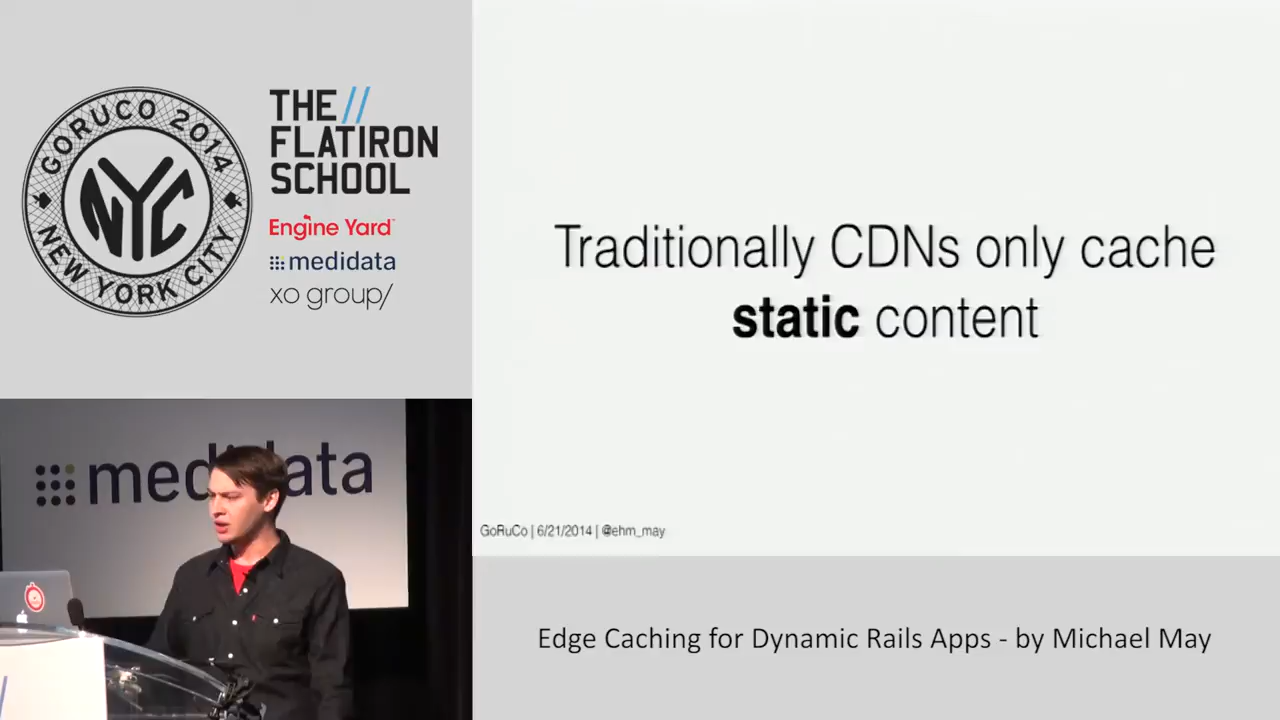 GORUCO 2014
NYC
NEW YORK CITY
THE //
FLATIRON
SCHOOL
Engine Yard
medidata
xo group/
Traditionally CDNs only cache
static content
GoRuCo | 6/21/2014 | @ehm_may
medidata
Edge Caching for Dynamic Rails Apps - by Michael May